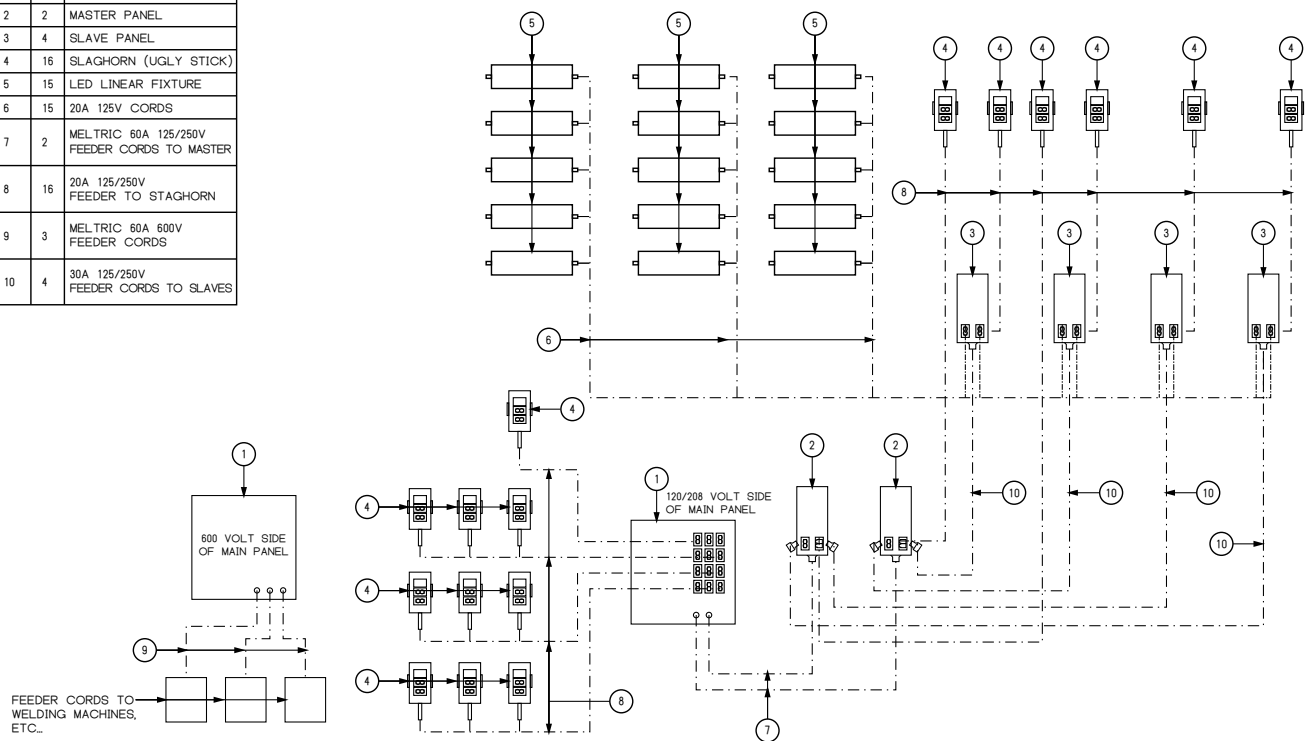 2 2 MASTER PANEL
3 4 SLAVE PANEL
4 16 SLAGHORN (UGLY STICK)
5 15 LED LINEAR FIXTURE
6 15 20A 125V CORDS
7 2 MELTRIC 60A 125/250V
FEEDER CORDS TO MASTER
8 16 20A 125/250V
FEEDER TO STAGHORN
9 3 MELTRIC 60A 600V
FEEDER CORDS
10 4 30A 125/250V
FEEDER CORDS TO SLAVES
5 5 5
4 4 4 4 4 4
8
3 3 3 3
6
4
1
600 VOLT SIDE
OF MAIN PANEL
9
FEEDER CORDS TO
WELDING MACHINES,
ETC...
4
4
4
8
1
120/208 VOLT SIDE
OF MAIN PANEL
2 2
10 10 10
10
7